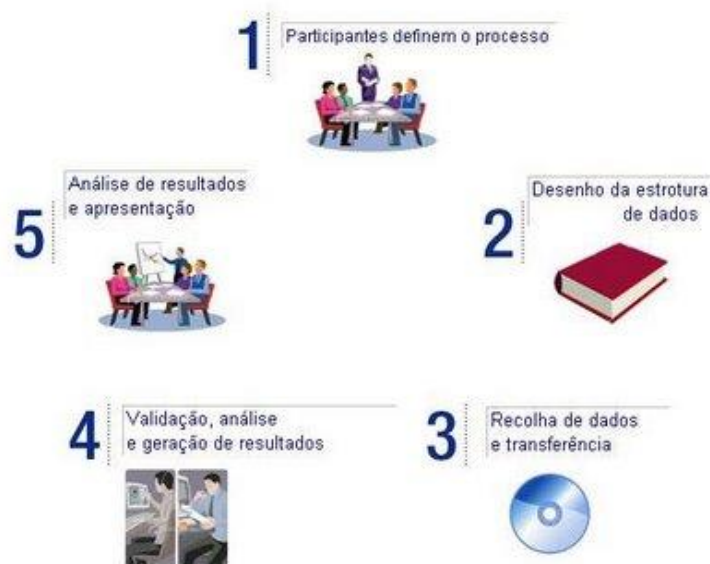 1
Participantes definem o processo
2
Desenho da estrotura
de dados
3
Recolha de dados
e transferência
4
Validação, análise
e geração de resultados
5
Análise de resultados
e apresentação